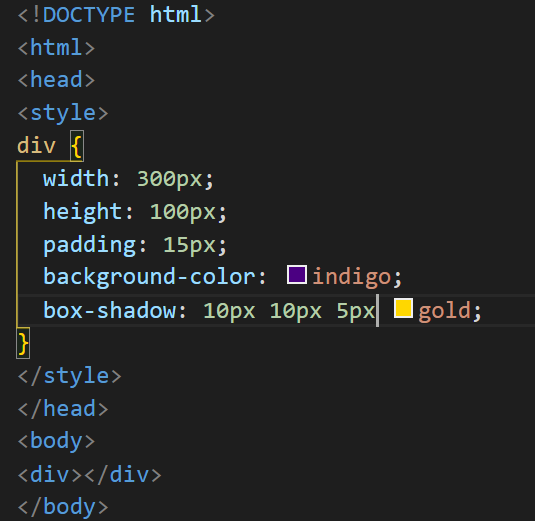 <!DOCTYPE html>
<html>
<head>
<style>
div {
  width: 300px;
  height: 100px;
  padding: 15px;
  background-color: indigo;
  box-shadow: 10px 10px 5px gold;
}
</style>
</head>
<body>
<div></div>
</body>